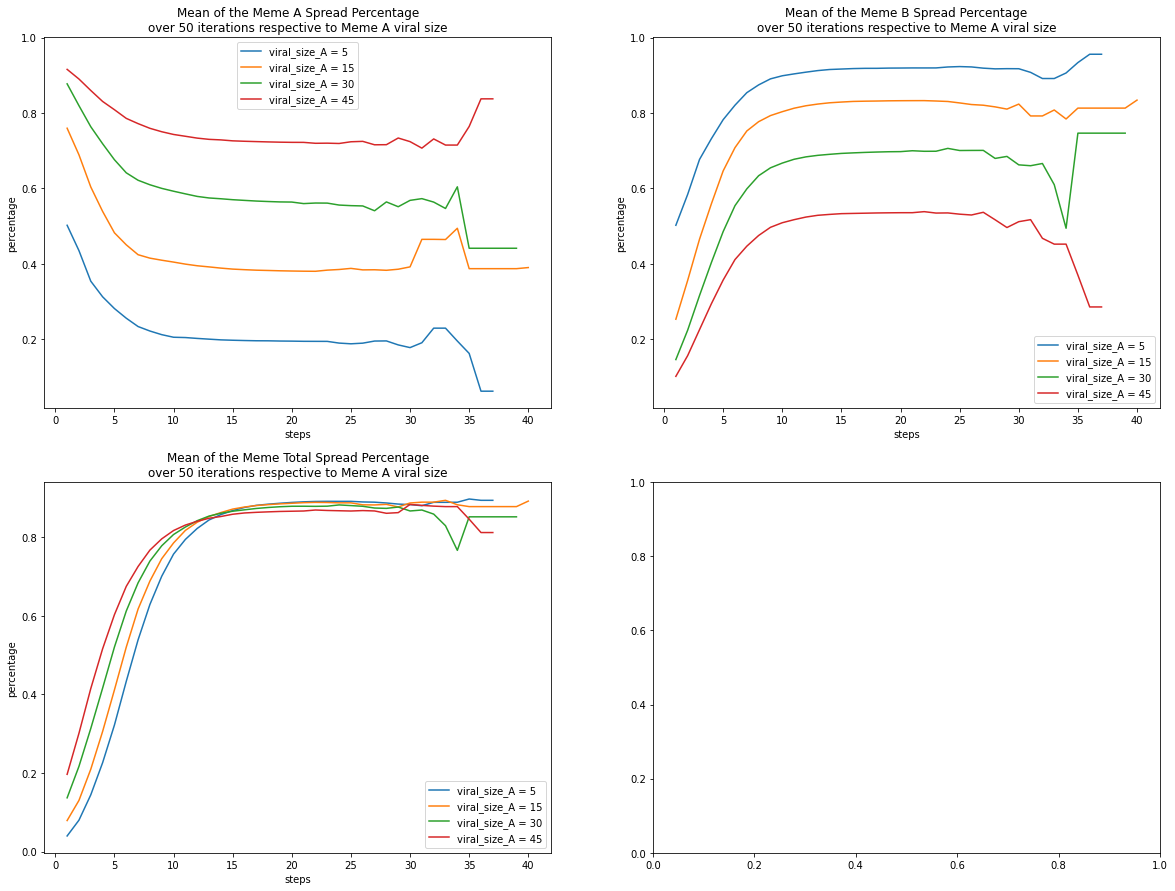 Mean of the Meme A Spread Percentage
over 50 iterations respective to Meme A viral size
1.0
0.8
0.6
0.4
0.2
percentage
viral_size_A = 5
viral_size_A = 15
viral_size_A = 30
viral_size_A = 45
0 5 10 15 20 25 30 35 40
steps
Mean of the Meme B Spread Percentage
over 50 iterations respective to Meme A viral size
1.0
0.8
0.6
0.4
0.2
percentage
viral_size_A = 5
viral_size_A = 15
viral_size_A = 30
viral_size_A = 45
0 5 10 15 20 25 30 35 40
steps
Mean of the Meme Total Spread Percentage
over 50 iterations respective to Meme A viral size
0.8
0.6
0.4
0.2
0.0
percentage
viral_size_A = 5
viral_size_A = 15
viral_size_A = 30
viral_size_A = 45
0 5 10 15 20 25 30 35 40
steps
1.0
0.8
0.6
0.4
0.2
0.0
0.0 0.2 0.4 0.6 0.8 1.0